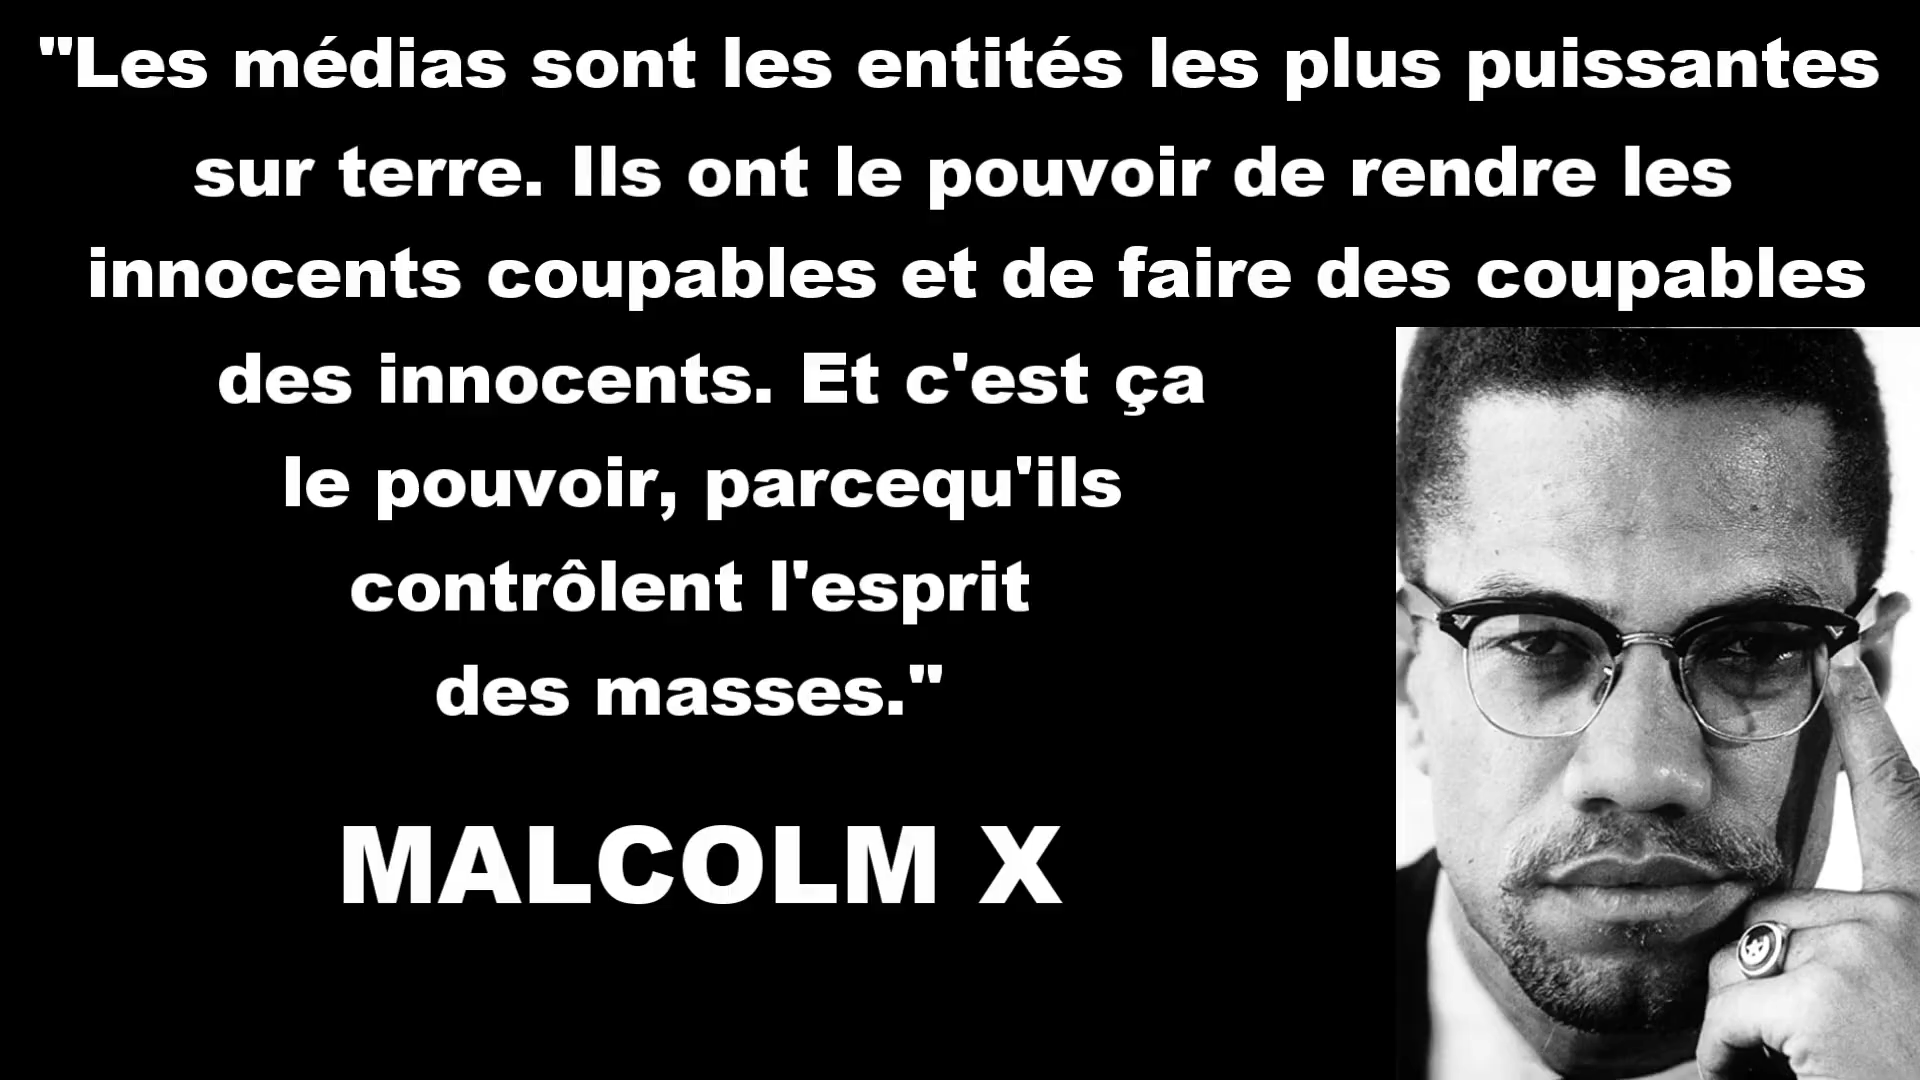 "Les médias sont les entités les plus puissantes
sur terre. Ils ont le pouvoir de rendre les
innocents coupables et de faire des coupables
des innocents. Et c'est ça
le pouvoir, parcequ'ils
contrôlent l'esprit
des masses."
MALCOLM X